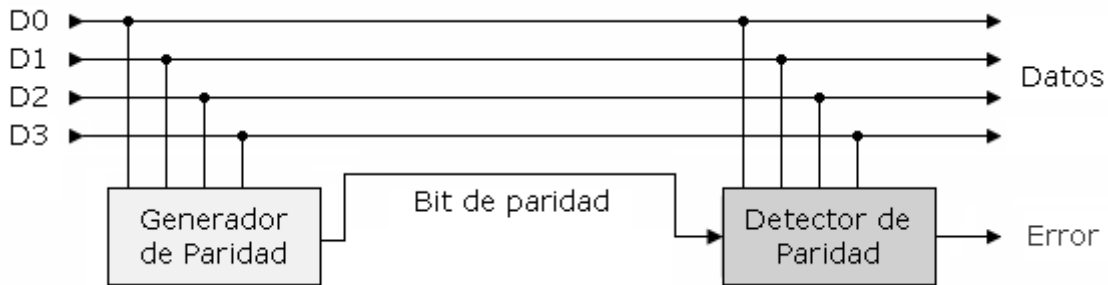 D0
D1
D2
D3
Datos
Generador
de Paridad
Bit de paridad
Detector de
Paridad
Error